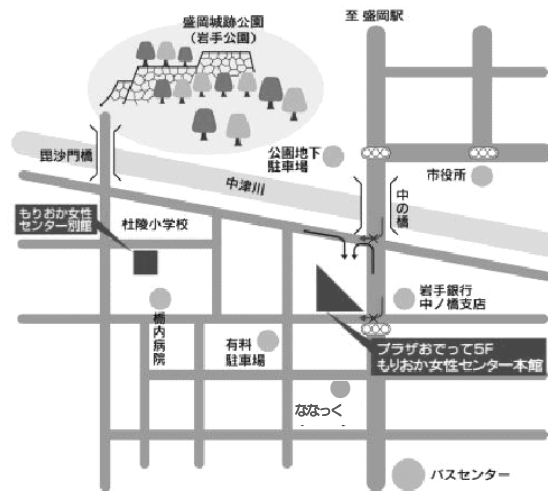 盛岡城跡公園
(岩手公園)
至 盛岡駅
毘沙門橋
公園地下
駐車場
中津川
中の橋
市役所
もりおか女性
センター別館
杜陵小学校
岩手銀行
中ノ橋支店
栃内病院
有料
駐車場
プラザおでって5F
もりおか女性センター本館
ななっく
バスセンター